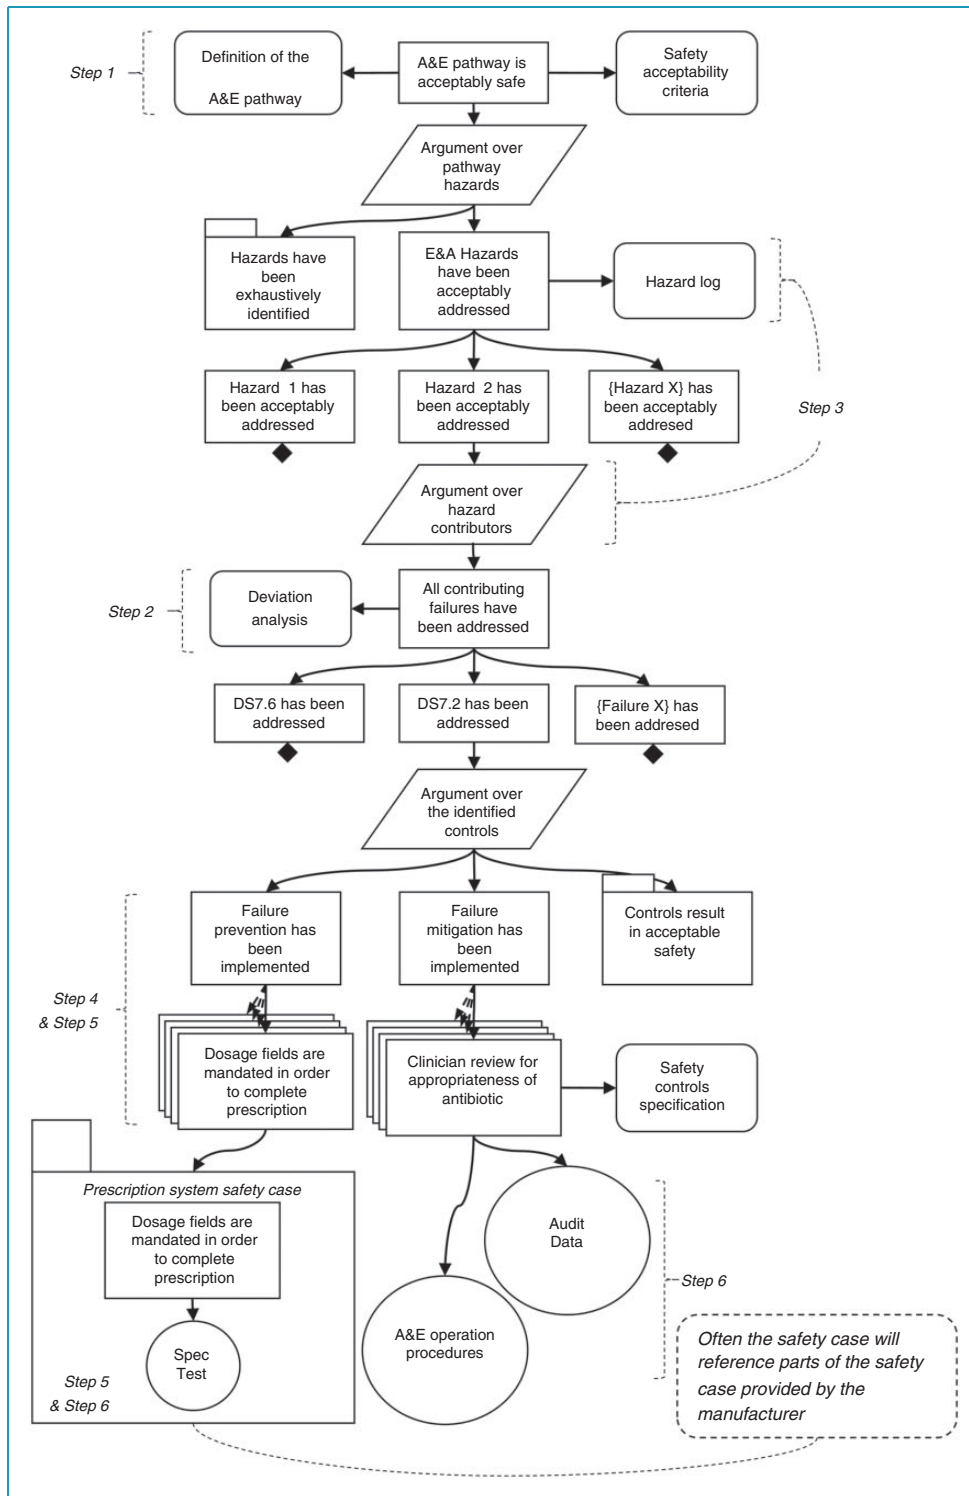 Step 1
Definition of the
A&E pathway
A&E pathway is
acceptably safe
Safety
acceptability
criteria
Argument over
pathway
hazards
Hazards have
been
exhaustively
identified
E&A Hazards
have been
acceptably
addressed
Hazard log
Hazard 1 has
been acceptably
addressed
Hazard 2 has
been acceptably
addressed
{Hazard X} has
been acceptably
addresed
Step 3
Argument over
hazard
contributors
Step 2
Deviation
analysis
All contributing
failures have
been addressed
DS7.6 has been
addressed
DS7.2 has been
addressed
{Failure X} has
been addresed
Argument over
the identified
controls
Failure
prevention has
been
implemented
Failure
mitigation has
been
implemented
Controls result
in acceptable
safety
Step 4
& Step 5
Dosage fields are
mandated in order
to complete
prescription
Clinician review for
appropriateness of
antibiotic
Safety
controls
specification
Prescription system safety case
Dosage fields are
mandated in order
to complete
prescription
Spec
Test
Step 5
& Step 6
Audit
Data
A&E operation
procedures
Step 6
Often the safety case will
reference parts of the safety
case provided by the
manufacturer